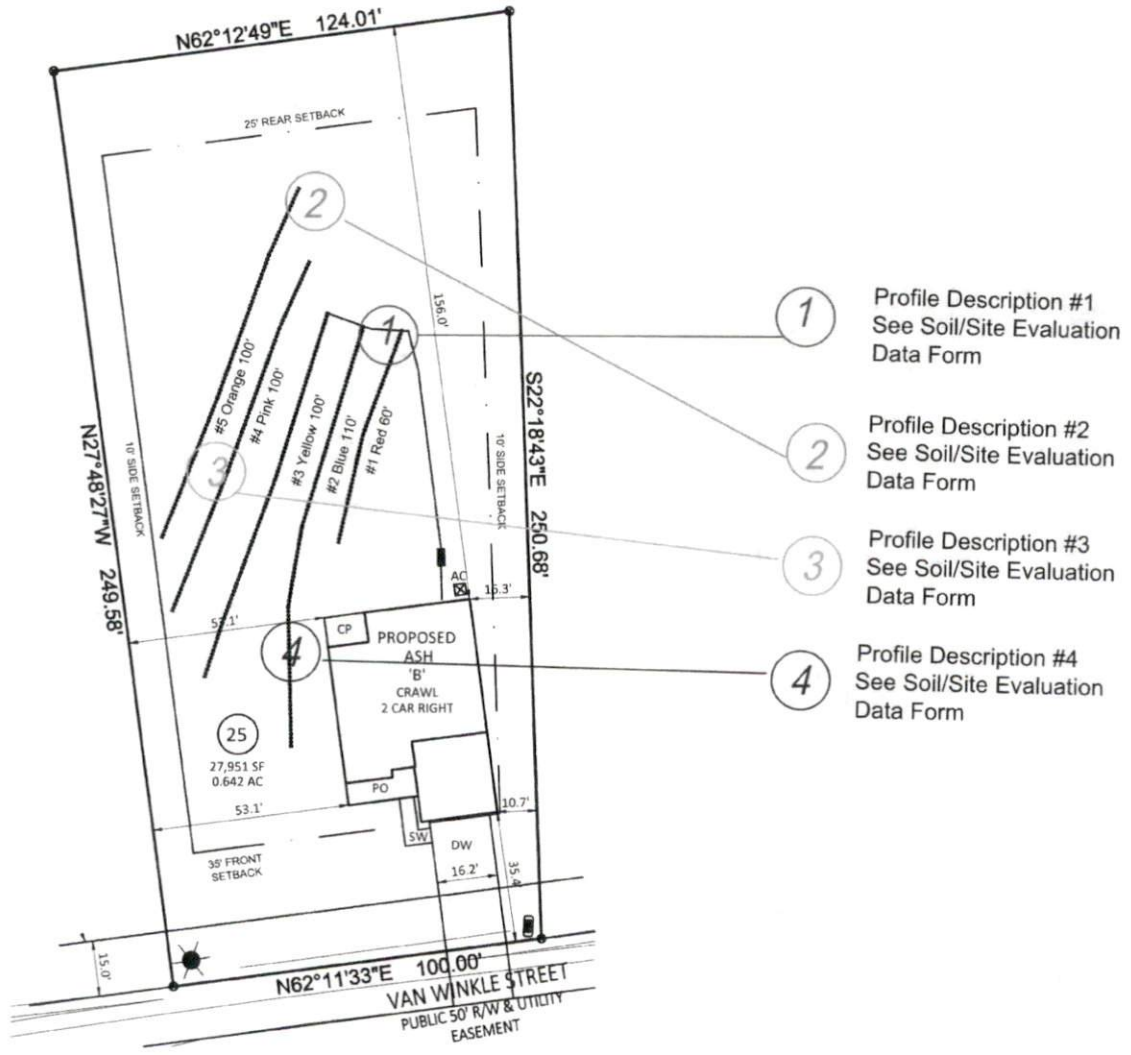 N62°12'49"E 124.01'
25' REAR SETBACK
2
156.0'
1
1
Profile Description #1
See Soil/Site Evaluation
Data Form
#5 Orange 100'
#4 Pink 100'
#3 Yellow 100'
#2 Blue 110'
#1 Red 60'
S22°18'43"E 250.68'
N27°48'27"W 249.58'
10' SIDE SETBACK
10' SIDE SETBACK
3
2
Profile Description #2
See Soil/Site Evaluation
Data Form
3
Profile Description #3
See Soil/Site Evaluation
Data Form
AC
16.3'
53.1'
CP
4
PROPOSED
ASH
'B'
CRAWL
2 CAR RIGHT
4
Profile Description #4
See Soil/Site Evaluation
Data Form
25
27,951 SF
0.642 AC
PO
53.1'
10.7'
SW
DW
35' FRONT
SETBACK
16.2'
35.4'
15.0'
N62°11'33"E 100.00'
VAN WINKLE STREET
PUBLIC 50' R/W & UTILITY
EASEMENT